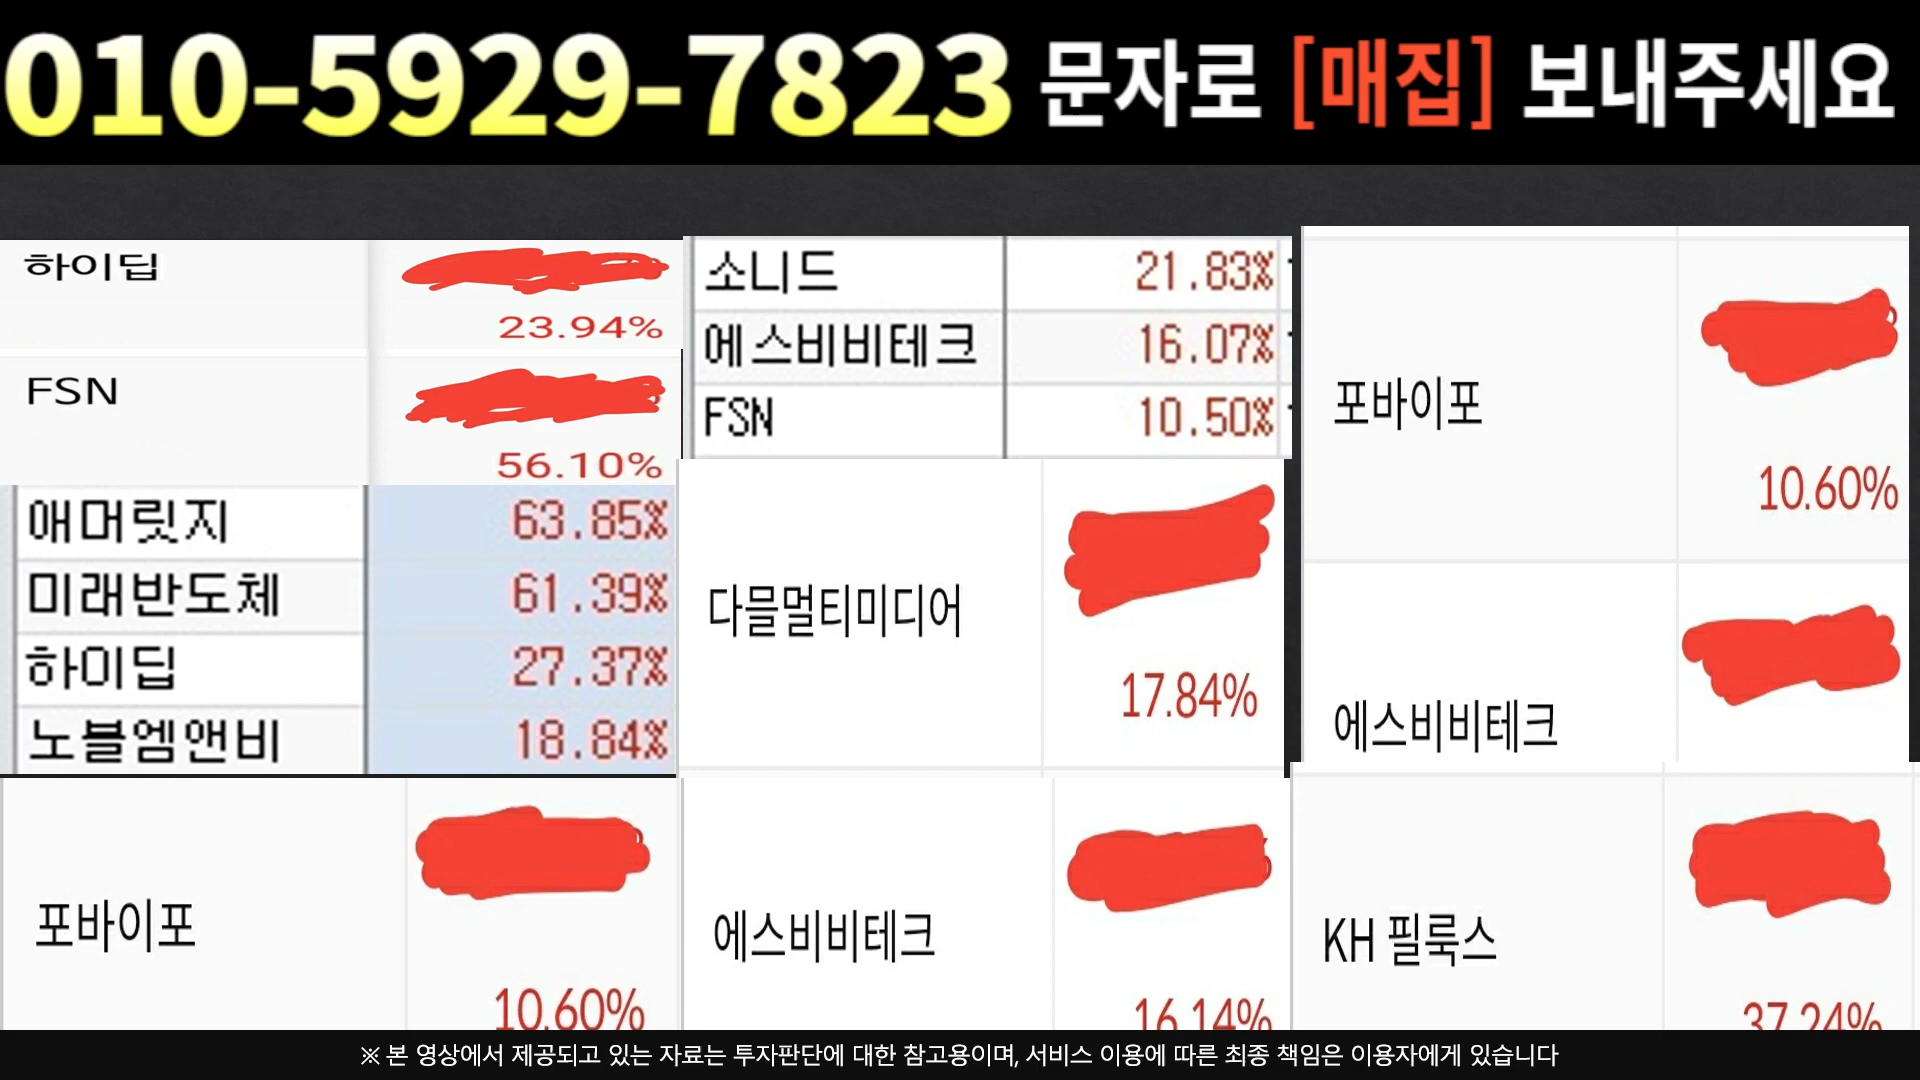 010-5929-7823 문자로 [매집] 보내주세요
하이딥
23.94%
FSN
56.10%
애머릿지 63.85%
미래반도체 61.39%
하이딥 27.37%
노블엠앤비 18.84%
소니드 21.83%
에스비비테크 16.07%
FSN 10.50%
다믈멀티미디어
17.84%
포바이포
10.60%
에스비비테크
포바이포
10.60%
에스비비테크
16.14%
KH 필룩스
37.24%
※ 본 영상에서 제공되고 있는 자료는 투자판단에 대한 참고용이며, 서비스 이용에 따른 최종 책임은 이용자에게 있습니다